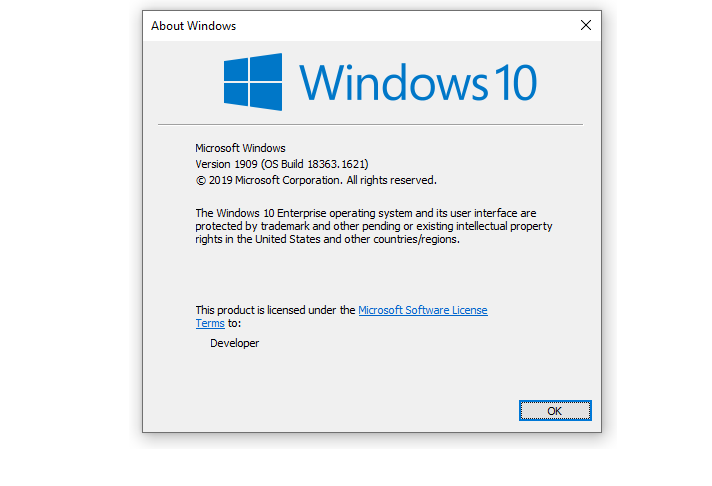 About Windows
Windows 10
Microsoft Windows
Version 1909 (OS Build 18363.1621)
© 2019 Microsoft Corporation. All rights reserved.
The Windows 10 Enterprise operating system and its user interface are
protected by trademark and other pending or existing intellectual property
rights in the United States and other countries/regions.
This product is licensed under the Microsoft Software License
Terms to:
Developer
OK